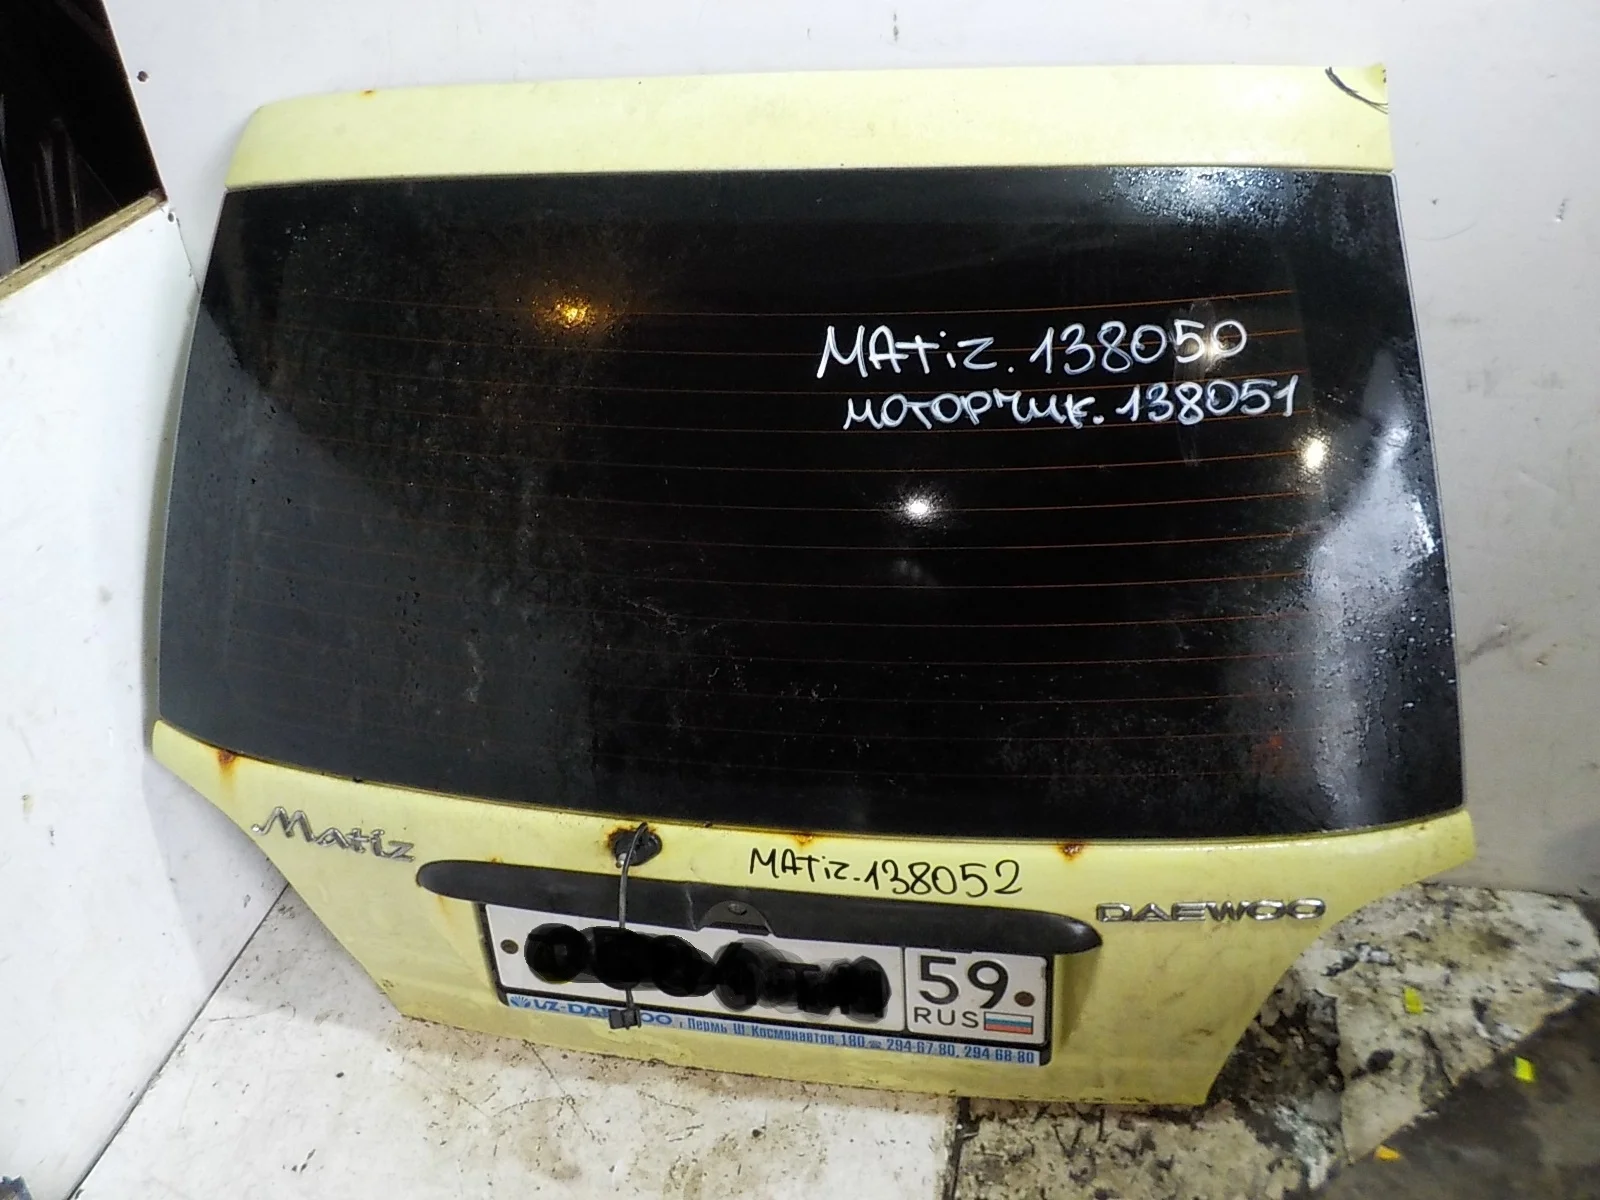 MATiz. 138050
моторчик. 138051
Matiz
MATiz. 138052
DAEWOO
59
RUS
UZ-DAEWOO г. Пермь Ш. Космонавтов, 180 ☎ 294-67-80, 294-68-80